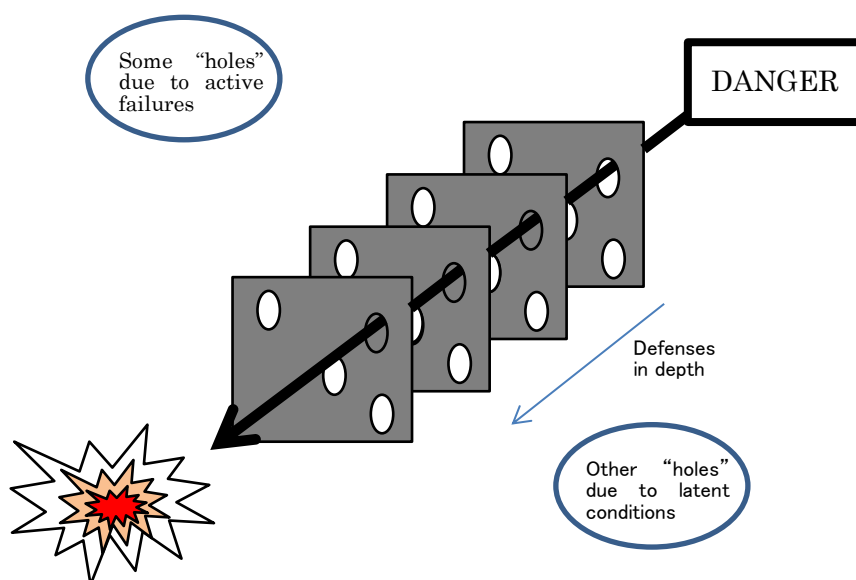 Some “holes”
due to active
failures
DANGER
Defenses
in depth
Other “holes”
due to latent
conditions